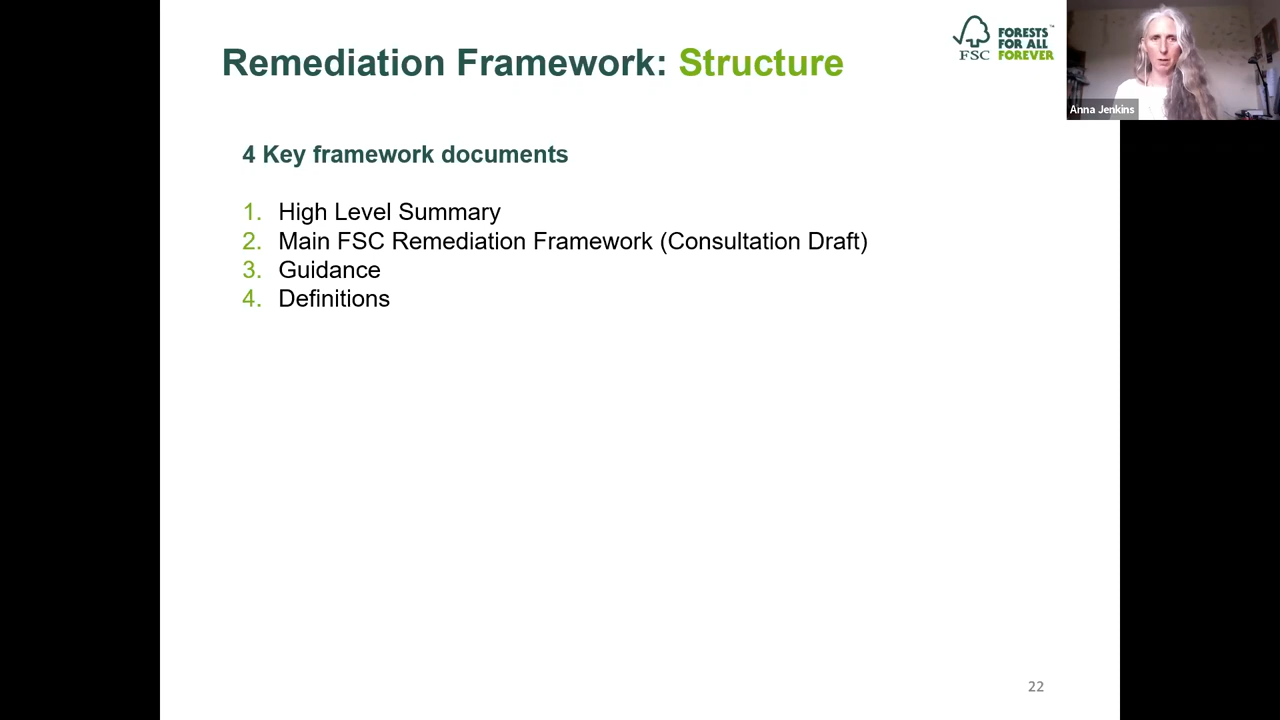 Remediation Framework: Structure
FSC
FORESTS
FOR ALL
FOREVER™
Anna Jenkins
4 Key framework documents
1. High Level Summary
2. Main FSC Remediation Framework (Consultation Draft)
3. Guidance
4. Definitions
22